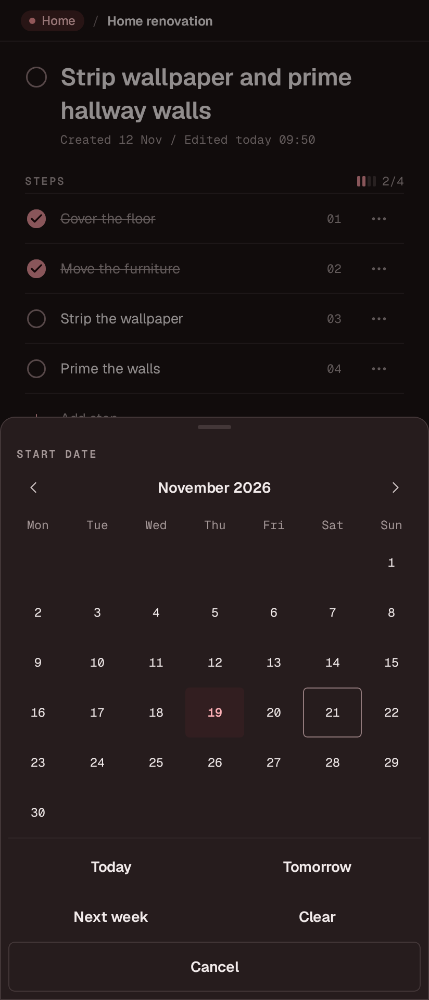 Home / Home renovation
Strip wallpaper and prime
hallway walls
Created 12 Nov / Edited today 09:50
STEPS 2/4
Cover the floor 01
Move the furniture 02
Strip the wallpaper 03
Prime the walls 04
Add step
START DATE
November 2026
Mon Tue Wed Thu Fri Sat Sun
1
2 3 4 5 6 7 8
9 10 11 12 13 14 15
16 17 18 19 20 21 22
23 24 25 26 27 28 29
30
Today Tomorrow
Next week Clear
Cancel